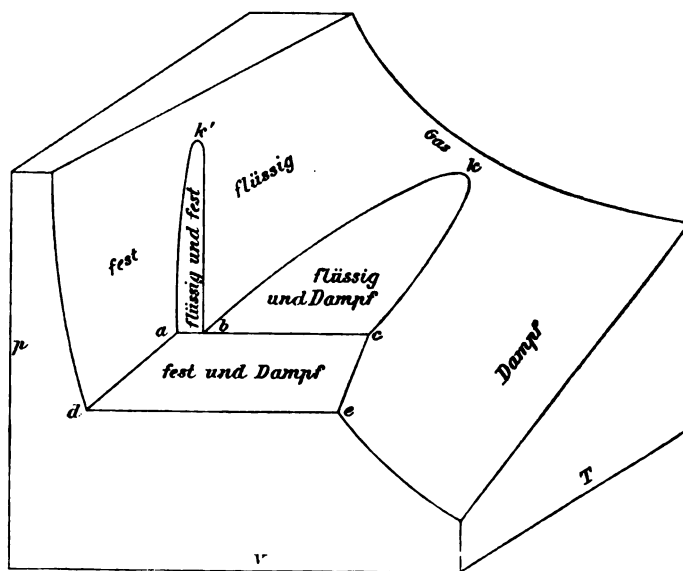 k'
Gas
k
flüssig
flüssig und fest
fest
flüssig
und Dampf
a
b
c
p
fest und Dampf
Dampf
d
e
T
V